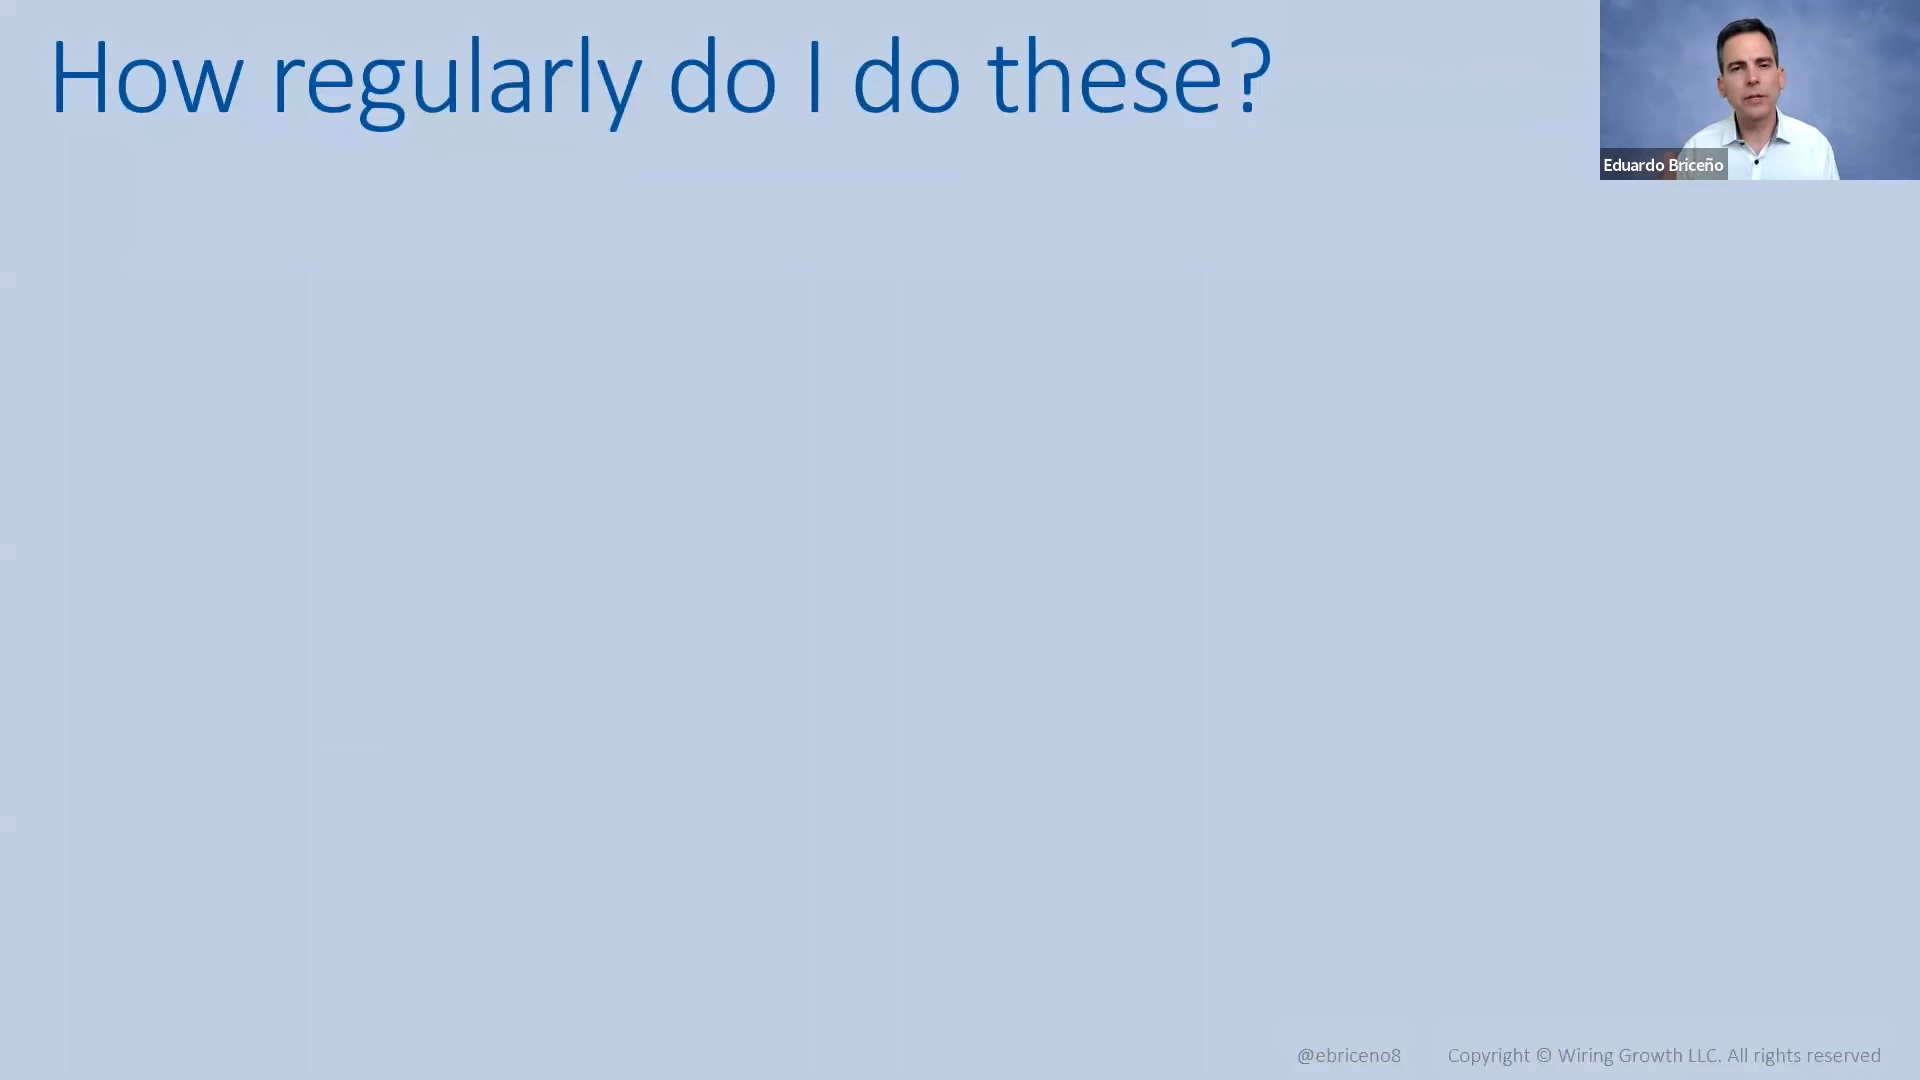 How regularly do I do these?
Eduardo Briceño
@ebriceno8 Copyright © Wiring Growth LLC. All rights reserved